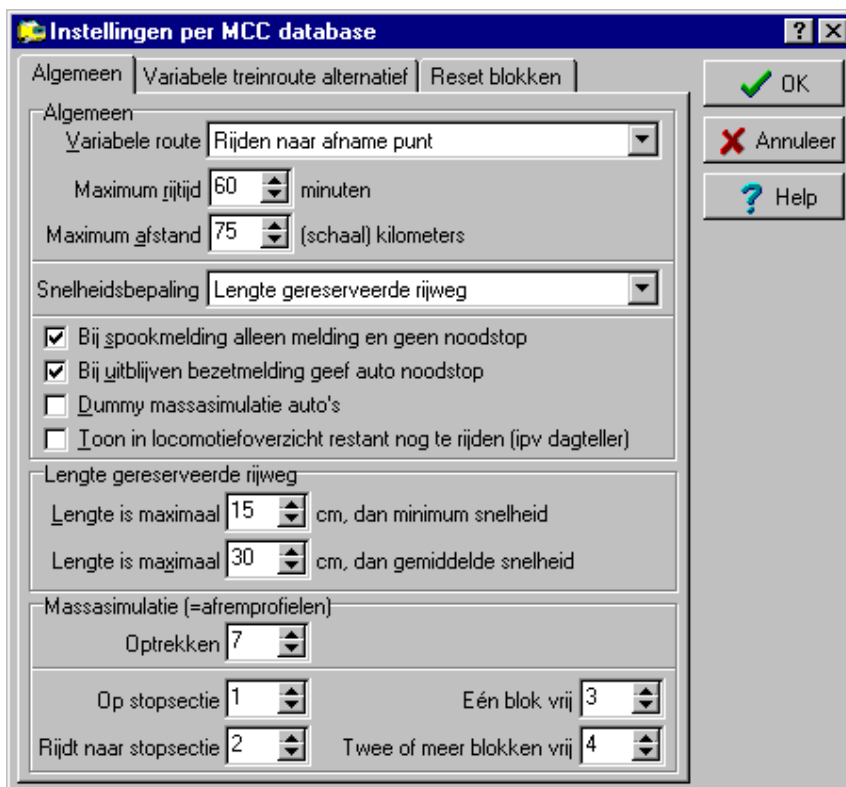 Instellingen per MCC database
Algemeen Variabele treinroute alternatief Reset blokken
OK
Annuleer
Help
Algemeen
Variabele route Rijden naar afname punt
Maximum rijtijd 60 minuten
Maximum afstand 75 (schaal) kilometers
Snelheidsbepaling Lengte gereserveerde rijweg
Bij spookmelding alleen melding en geen noodstop
Bij uitblijven bezetmelding geef auto noodstop
Dummy massasimulatie auto's
Toon in locomotiefoverzicht restant nog te rijden (ipv dagteller)
Lengte gereserveerde rijweg
Lengte is maximaal 15 cm, dan minimum snelheid
Lengte is maximaal 30 cm, dan gemiddelde snelheid
Massasimulatie (=afremprofielen)
Optrekken 7
Op stopsectie 1 Eén blok vrij 3
Rijdt naar stopsectie 2 Twee of meer blokken vrij 4